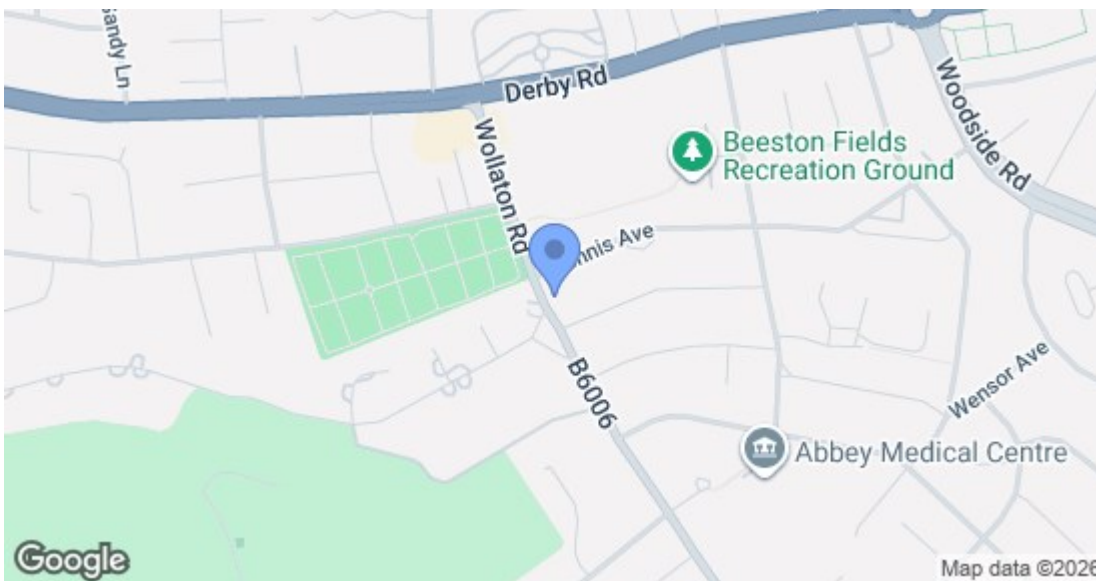 Sandy Ln
Derby Rd
Wollaton Rd
Woodside Rd
Beeston Fields
Recreation Ground
Ave
B6006
Wensor Ave
Abbey Medical Centre
Google
Map data ©2026